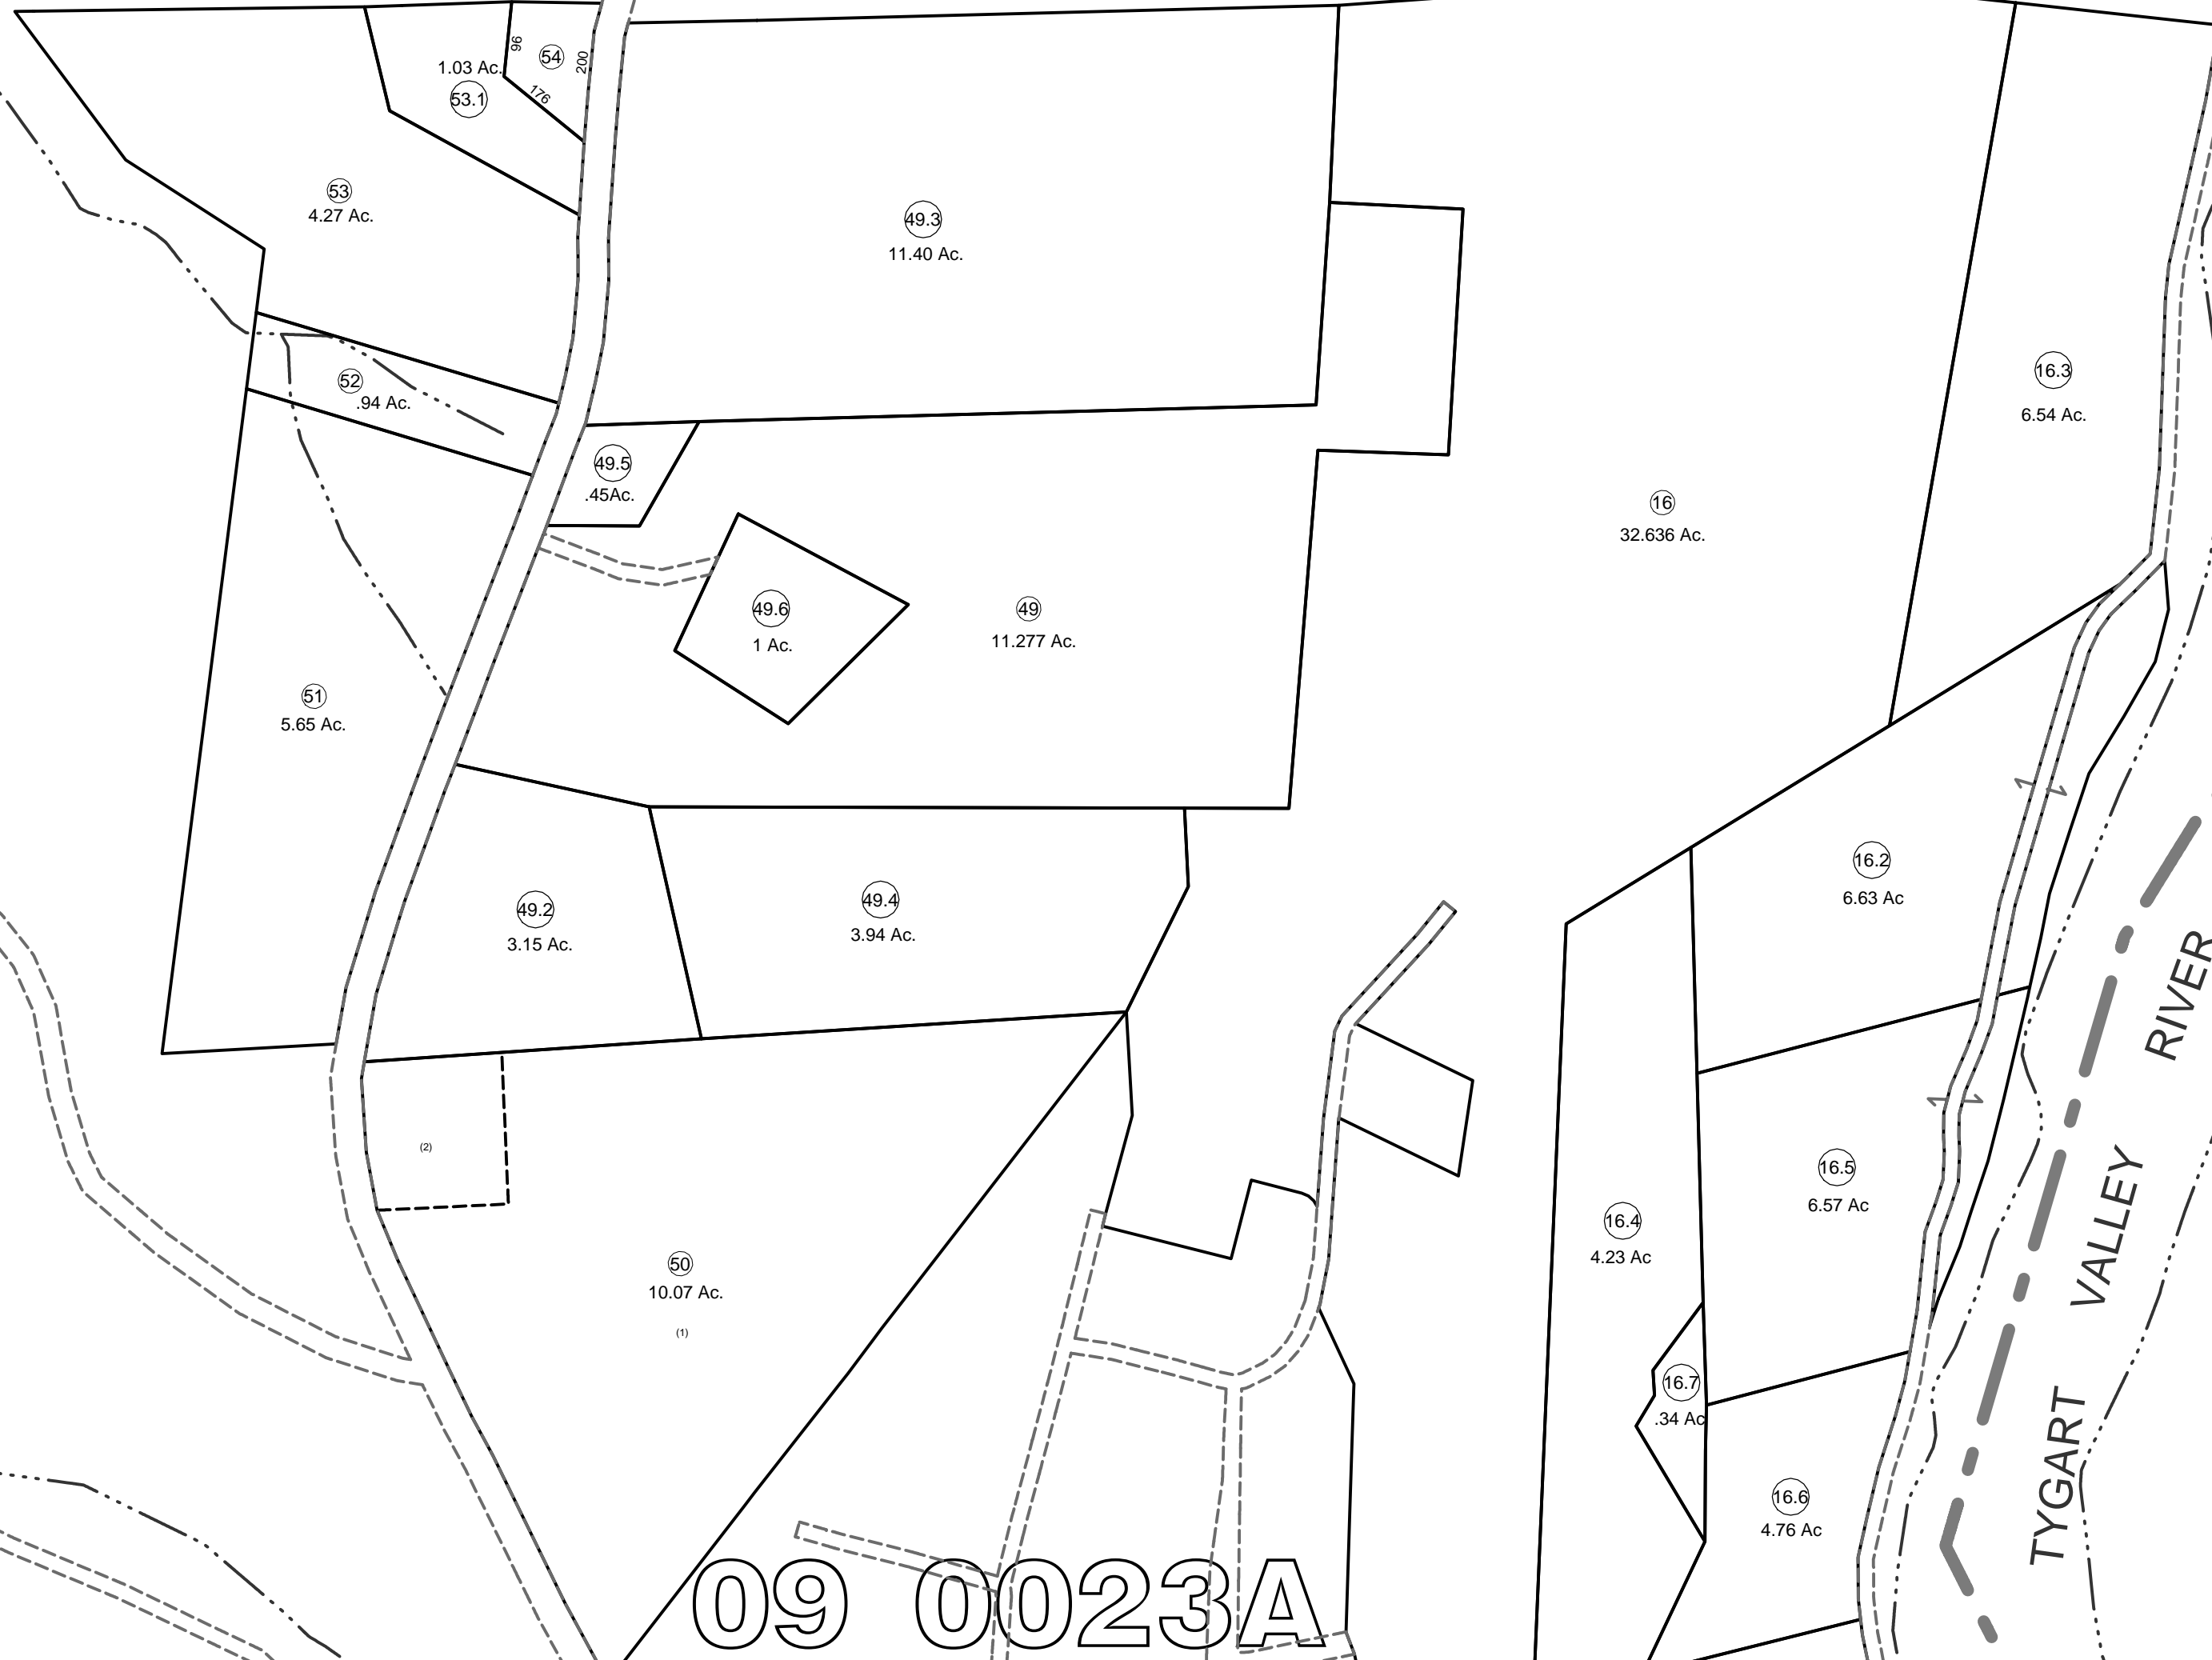 96
54
200
1.03 Ac.
53.1
176
53
4.27 Ac.
49.3
11.40 Ac.
52
.94 Ac.
16.3
6.54 Ac.
49.5
.45Ac.
16
32.636 Ac.
49.6
1 Ac.
49
11.277 Ac.
51
5.65 Ac.
49.2
3.15 Ac.
49.4
3.94 Ac.
16.2
6.63 Ac
(2)
16.5
6.57 Ac
16.4
4.23 Ac
50
10.07 Ac.
(1)
16.7
.34 Ac
16.6
4.76 Ac
TYGART VALLEY RIVER
09 0023A